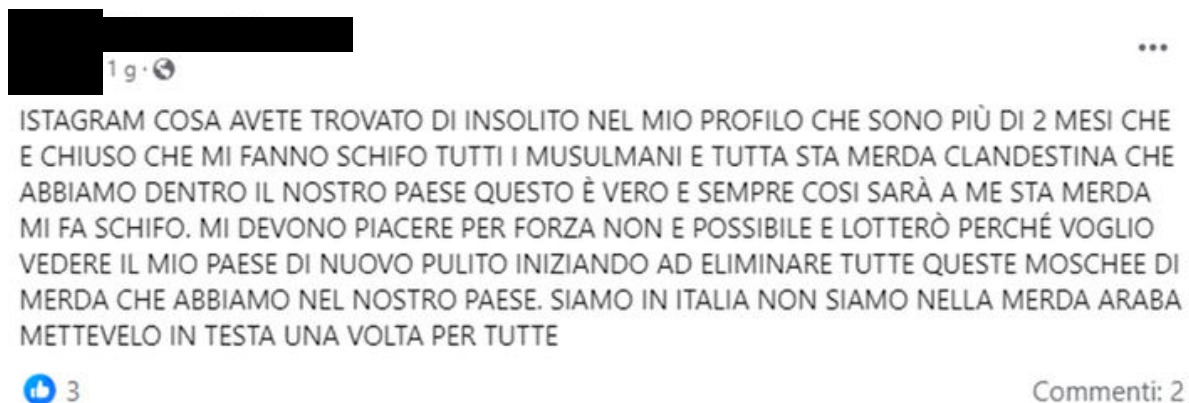 1 g ·
ISTAGRAM COSA AVETE TROVATO DI INSOLITO NEL MIO PROFILO CHE SONO PIÙ DI 2 MESI CHE
E CHIUSO CHE MI FANNO SCHIFO TUTTI I MUSULMANI E TUTTA STA MERDA CLANDESTINA CHE
ABBIAMO DENTRO IL NOSTRO PAESE QUESTO È VERO E SEMPRE COSI SARÀ A ME STA MERDA
MI FA SCHIFO. MI DEVONO PIACERE PER FORZA NON E POSSIBILE E LOTTERÒ PERCHÉ VOGLIO
VEDERE IL MIO PAESE DI NUOVO PULITO INIZIANDO AD ELIMINARE TUTTE QUESTE MOSCHEE DI
MERDA CHE ABBIAMO NEL NOSTRO PAESE. SIAMO IN ITALIA NON SIAMO NELLA MERDA ARABA
METTEVELO IN TESTA UNA VOLTA PER TUTTE
3 Commenti: 2